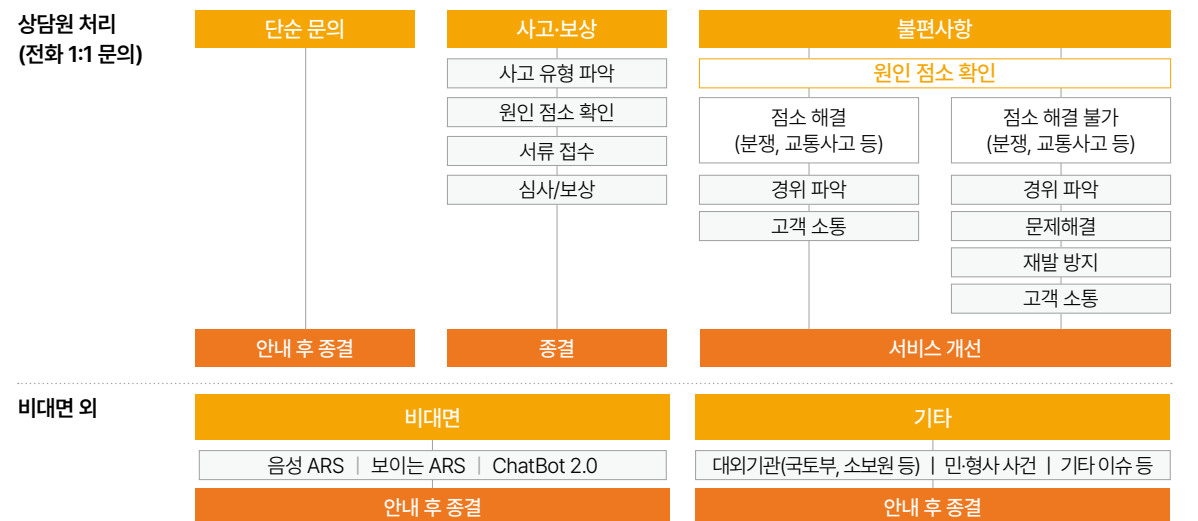 상담원 처리
(전화 1:1 문의)
단순 문의
안내 후 종결
사고·보상
사고 유형 파악
원인 점소 확인
서류 접수
심사/보상
종결
불편사항
원인 점소 확인
점소 해결
(분쟁, 교통사고 등)
경위 파악
고객 소통
점소 해결 불가
(분쟁, 교통사고 등)
경위 파악
문제해결
재발 방지
고객 소통
서비스 개선
비대면 외
비대면
음성 ARS | 보이는 ARS | ChatBot 2.0
안내 후 종결
기타
대외기관(국토부, 소보원 등) | 민·형사 사건 | 기타 이슈 등
안내 후 종결